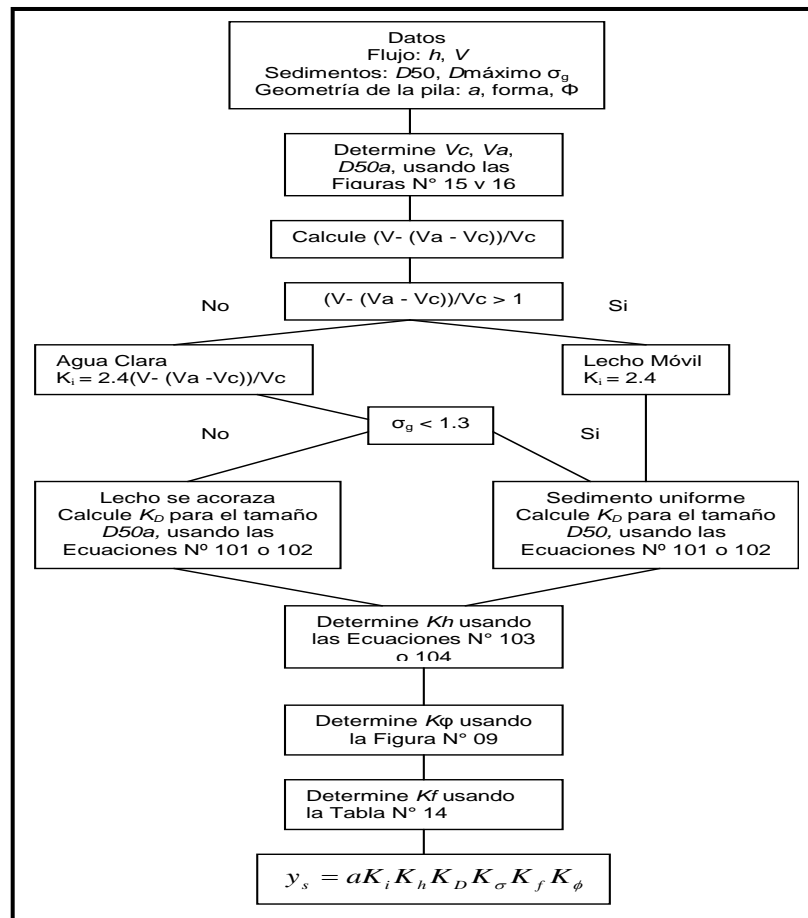 Datos
Flujo: h, V
Sedimentos: D50, Dmáximo σg
Geometría de la pila: a, forma, Φ
Determine Vc, Va,
D50a, usando las
Figuras N° 15 y 16
Calcule (V- (Va - Vc))/Vc
(V- (Va - Vc))/Vc > 1
No
Si
Agua Clara
Ki = 2.4(V- (Va -Vc))/Vc
Lecho Móvil
Ki = 2.4
σg < 1.3
No
Si
Lecho se acoraza
Calcule KD para el tamaño
D50a, usando las
Ecuaciones Nº 101 o 102
Sedimento uniforme
Calcule KD para el tamaño
D50, usando las
Ecuaciones Nº 101 o 102
Determine Kh usando
las Ecuaciones N° 103
o 104
Determine Kφ usando
la Figura N° 09
Determine Kf usando
la Tabla N° 14
ys = aKiKhKDKσKfKϕ